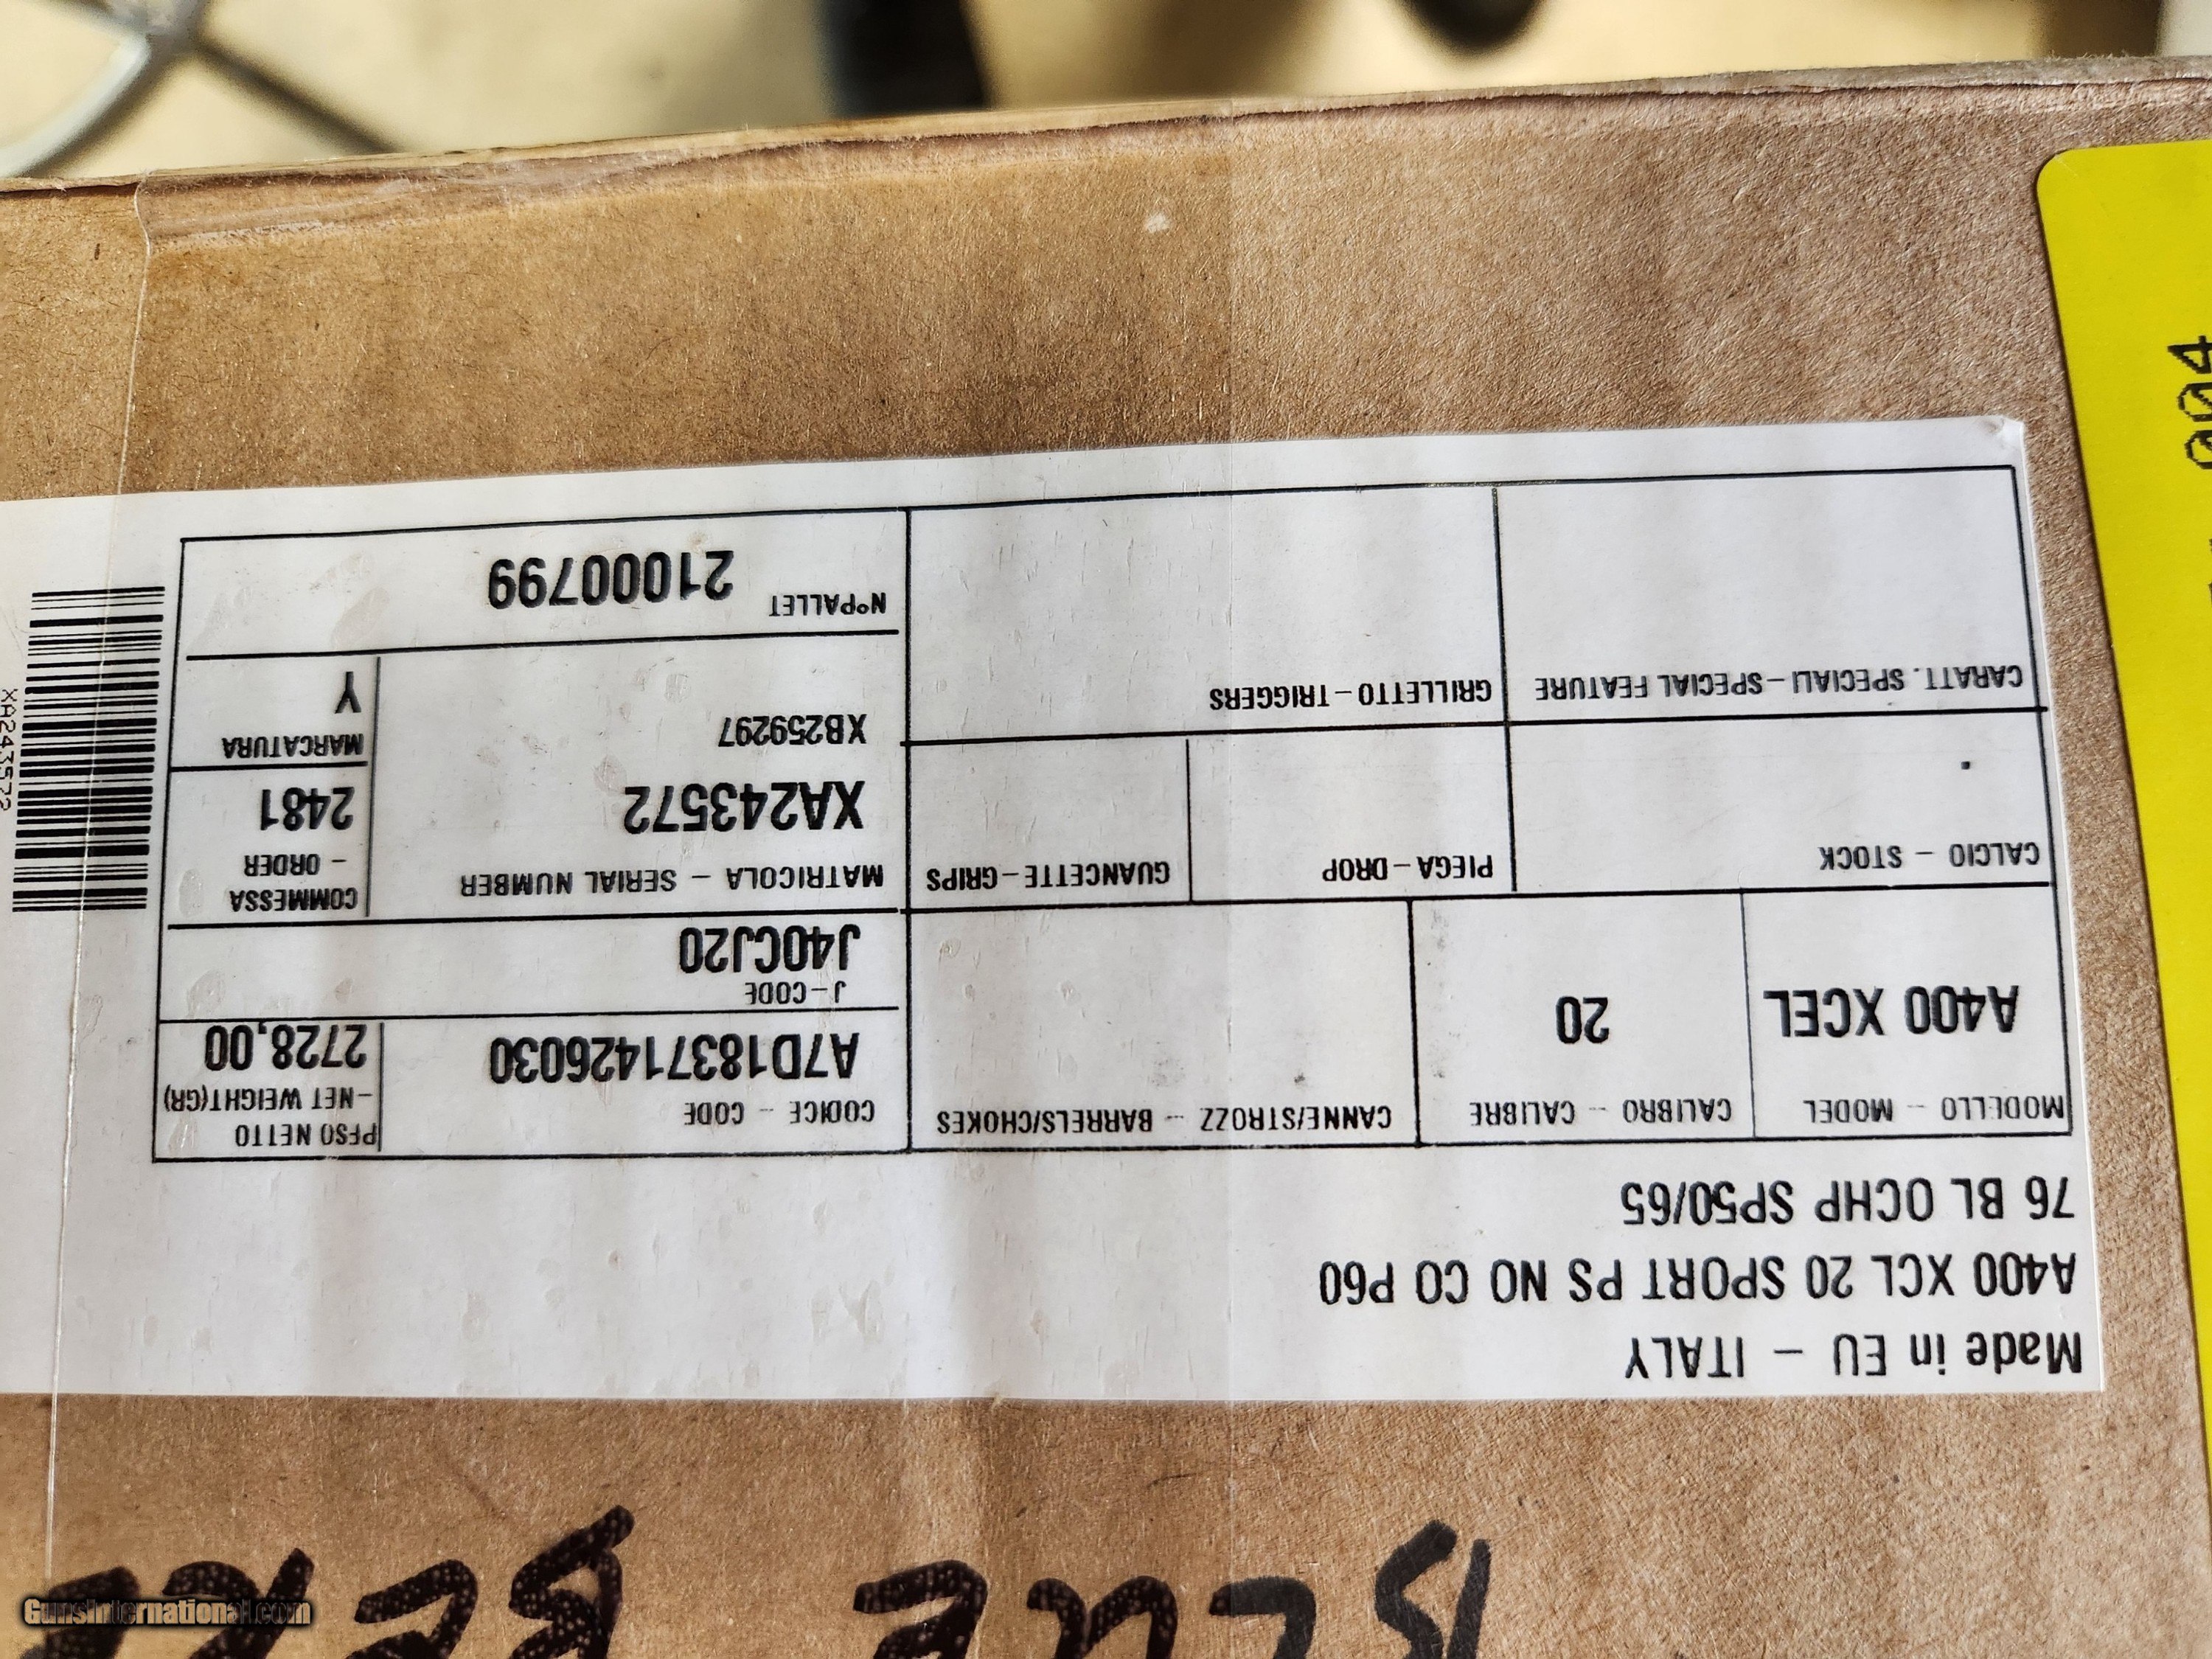 Made in EU - ITALY
A400 XCL 20 SPORT PS NO CO P60
76 BL OCHP SP50/65
MODELLO - MODEL
A400 XCEL
CALIBRO - CALIBRE
20
CANNE/STROZZ - BARRELS/CHOKES
CODICE - CODE
A7D18371426030
PESO NETTO
-NET WEIGHT(GR)
2728,00
J-CODE
J40CJ20
CALCIO - STOCK
.
PIEGA-DROP
GUANCETTE-GRIPS
MATRICOLA - SERIAL NUMBER
XA243572
XB259297
COMMESSA
- ORDER
2481
MARCATURA
Y
CARATT. SPECIALI-SPECIAL FEATURE
GRILLETTO-TRIGGERS
N°PALLET
21000799
XA243572
004
GunsInternational.com